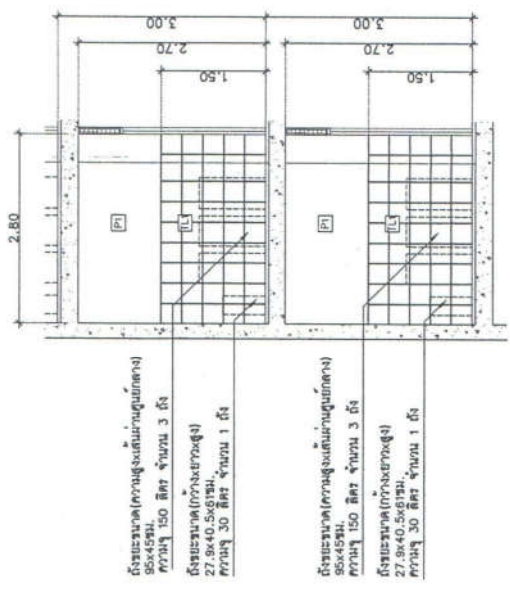 3.00
2.70
1.50
3.00
2.70
1.50
2.80
P1
TL1
P1
TL1
ถังขยะขนาด(ความสูงxเส้นผ่านศูนย์กลาง)
95x45ซม.
ความจุ 150 ลิตร จำนวน 3 ถัง
ถังขยะขนาด(กว้างxยาวxสูง)
27.9x40.5x61ซม.
ความจุ 30 ลิตร จำนวน 1 ถัง
ถังขยะขนาด(ความสูงxเส้นผ่านศูนย์กลาง)
95x45ซม.
ความจุ 150 ลิตร จำนวน 3 ถัง
ถังขยะขนาด(กว้างxยาวxสูง)
27.9x40.5x61ซม.
ความจุ 30 ลิตร จำนวน 1 ถัง